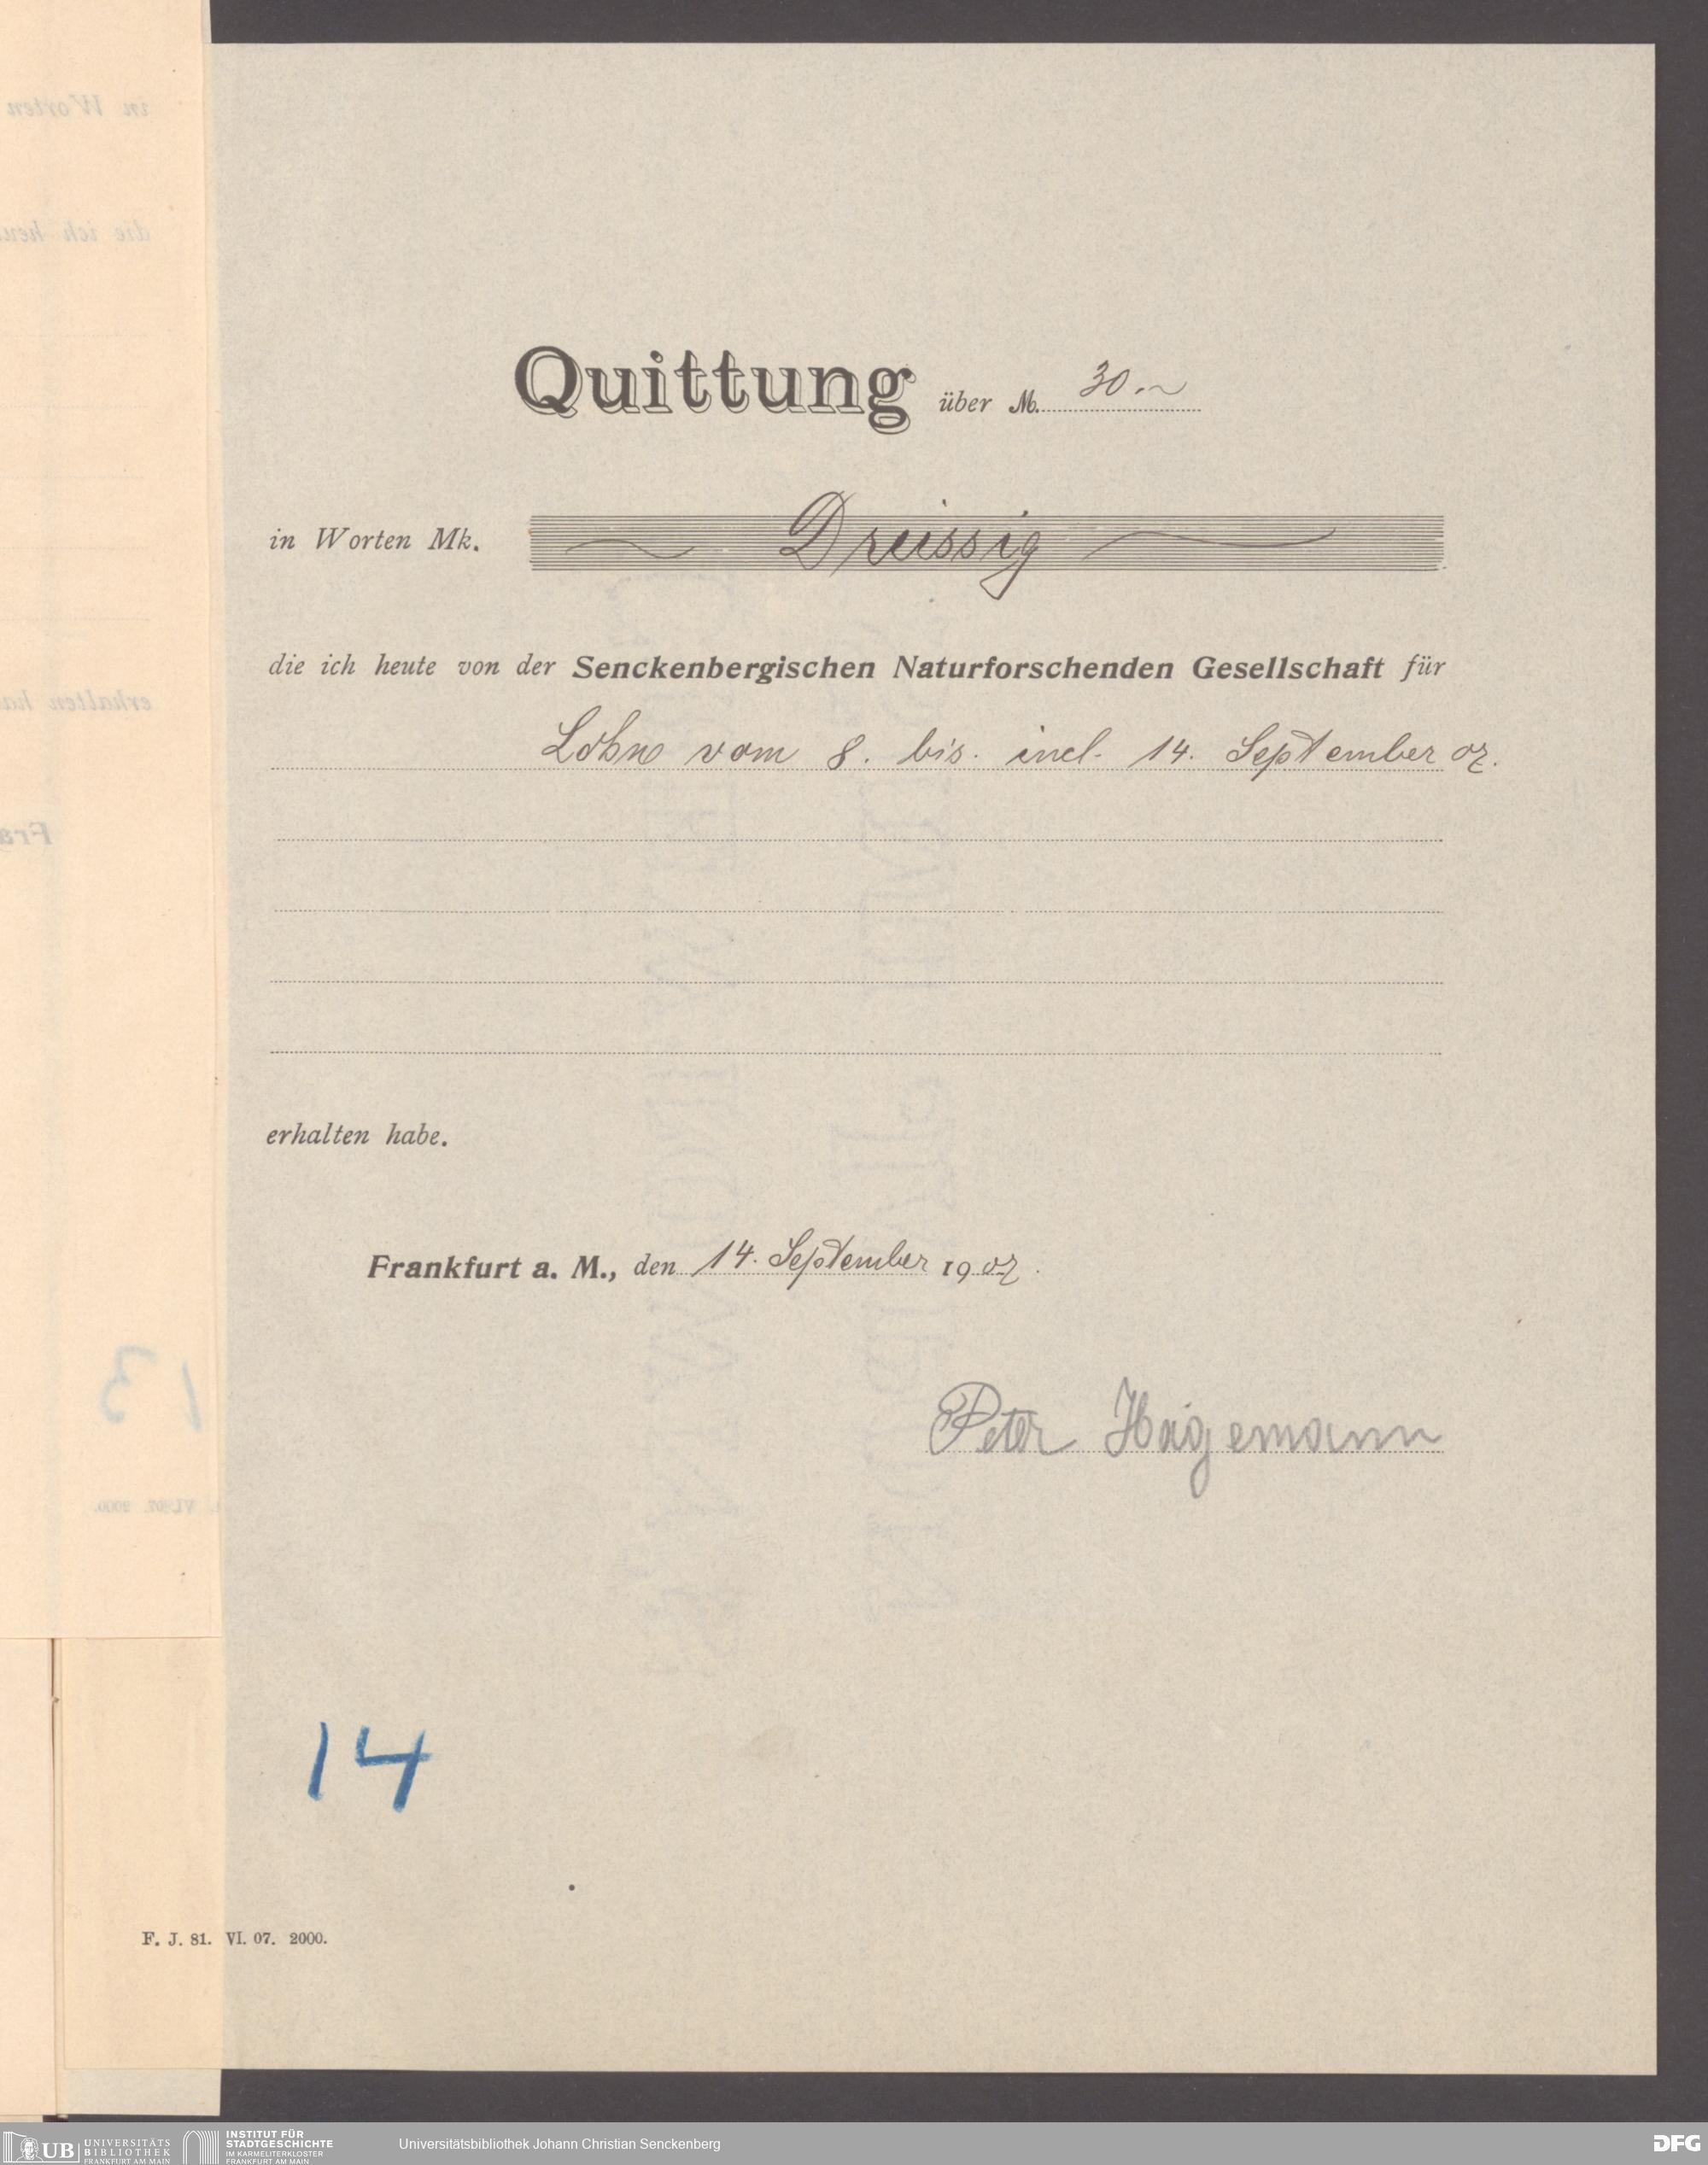 Quittung über M. 30.~
in Worten Mk. Dreissig
die ich heute von der Senckenbergischen Naturforschenden Gesellschaft für
Lohn vom 8. bis. incl. 14. September 07.
erhalten habe.
Frankfurt a. M., den 14. September 1907.
Peter Hagemann
14
F. J. 81. VI. 07. 2000.
in Worten
die ich heu
erhalten ha
Fra
13
VI.07. 2000.
UB UNIVERSITÄTS
BIBLIOTHEK
FRANKFURT AM MAIN
INSTITUT FÜR
STADTGESCHICHTE
IM KARMELITERKLOSTER
FRANKFURT AM MAIN
Universitätsbibliothek Johann Christian Senckenberg
DFG